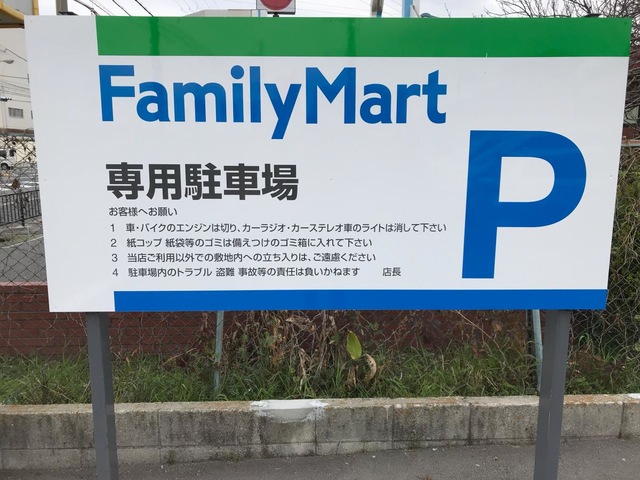 FamilyMart
P
専用駐車場
お客様へお願い
1 車・バイクのエンジンは切り、カーラジオ・カーステレオ車のライトは消して下さい
2 紙コップ 紙袋等のゴミは備えつけのゴミ箱に入れて下さい
3 当店ご利用以外での敷地内への立ち入りは、ご遠慮ください
4 駐車場内のトラブル 盗難 事故等の責任は負いかねます 店長